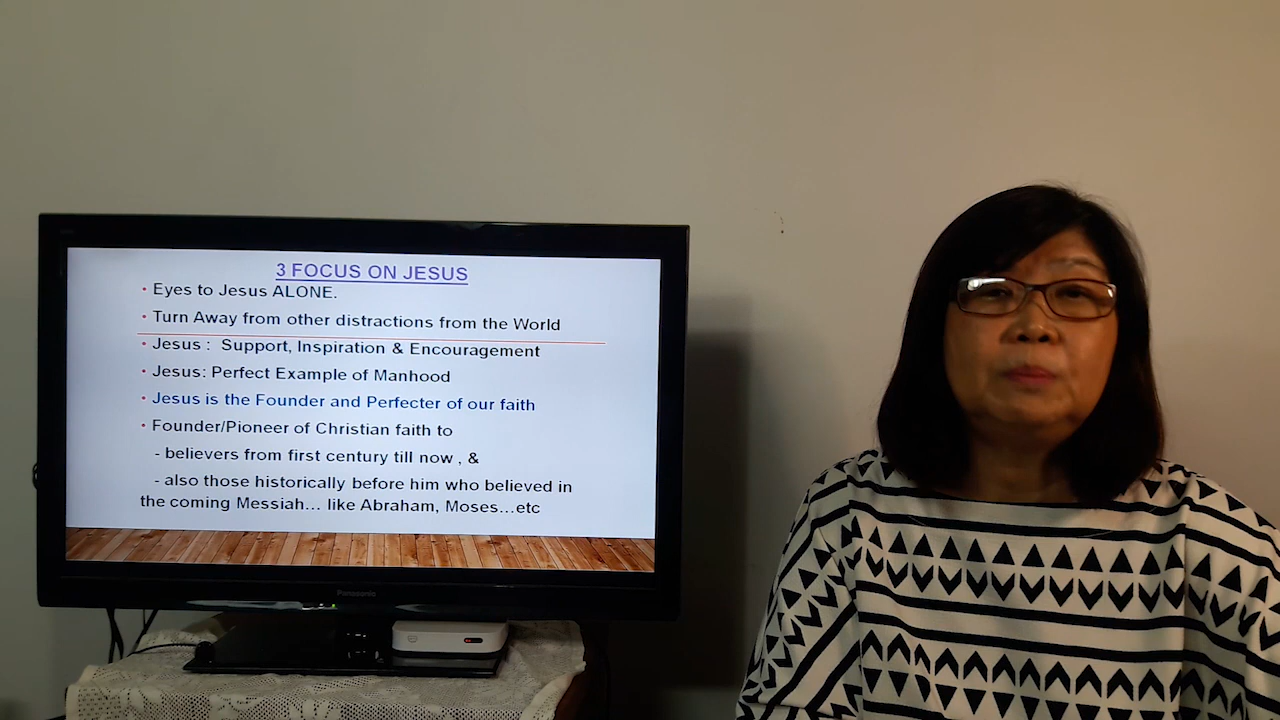 3 FOCUS ON JESUS
• Eyes to Jesus ALONE.
• Turn Away from other distractions from the World
• Jesus : Support, Inspiration & Encouragement
• Jesus: Perfect Example of Manhood
• Jesus is the Founder and Perfecter of our faith
• Founder/Pioneer of Christian faith to
- believers from first century till now , &
- also those historically before him who believed in
the coming Messiah... like Abraham, Moses...etc
Panasonic